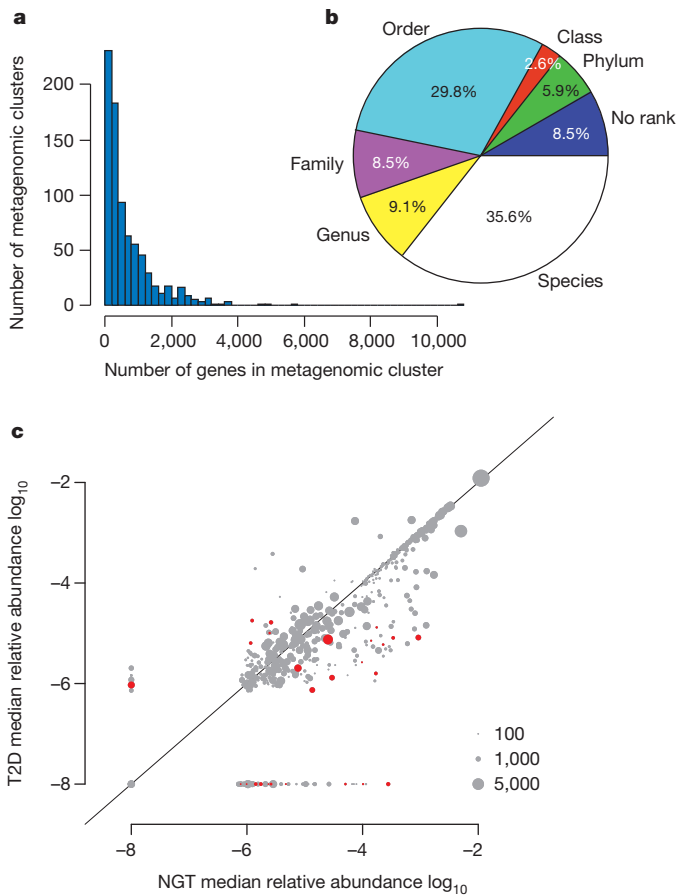 a
Number of metagenomic clusters
200
150
100
50
0
0 2,000 4,000 6,000 8,000 10,000
Number of genes in metagenomic cluster
b
Order
Class
Phylum
No rank
Family
Genus
Species
2.6%
5.9%
29.8%
8.5%
8.5%
9.1%
35.6%
c
T2D median relative abundance log10
−2
−4
−6
−8
100
1,000
5,000
−8 −6 −4 −2
NGT median relative abundance log10